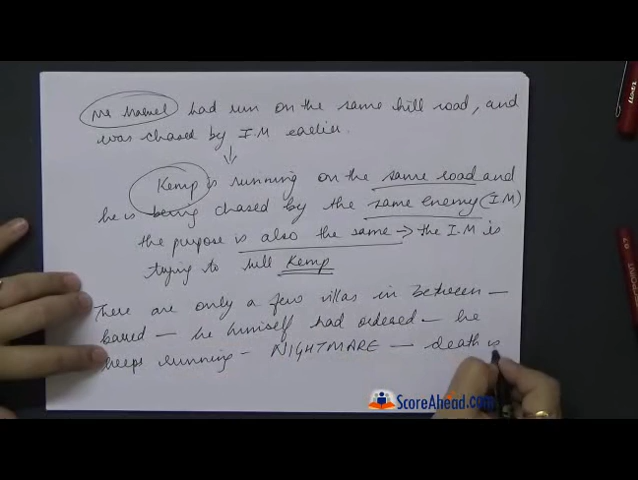 Mr Marvel had run on the same hill road, and
was chased by I.M earlier.
↓
Kemp is running on the same road and
he is being chased by the same enemy (I.M)
the purpose is also the same → the I.M is
trying to kill Kemp
There are only a few villas in between –
barred – he himself had ordered – he
keeps running – NIGHTMARE – death is
ScoreAhead.com